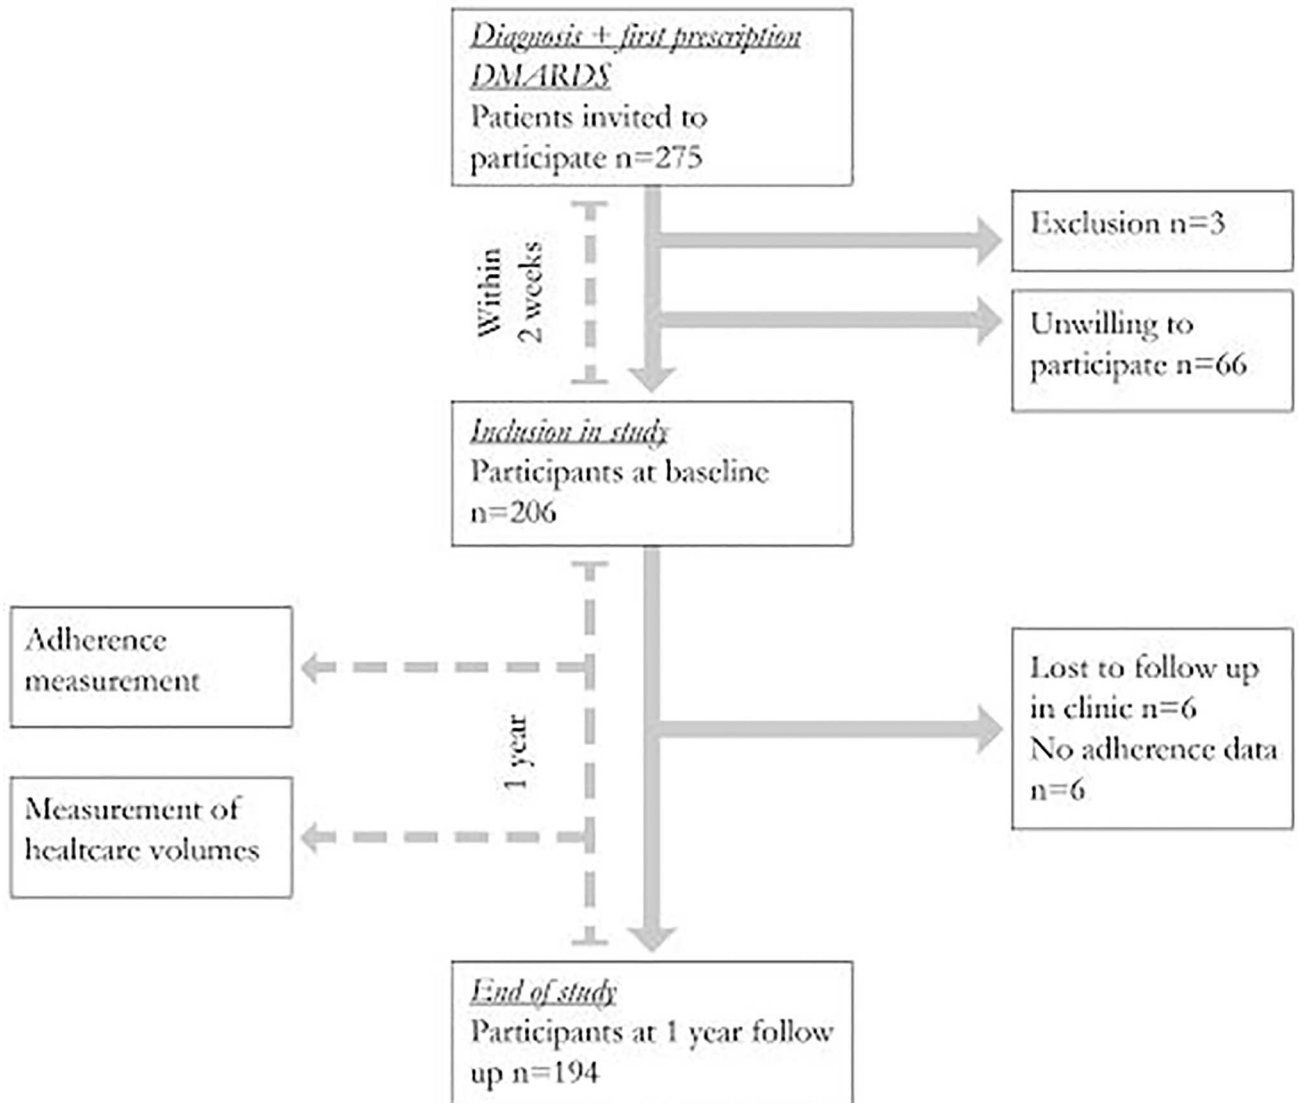 Diagnosis + first prescription
DMARDS
Patients invited to
participate n=275
Exclusion n=3
Within
2 weeks
Unwilling to
participate n=66
Inclusion in study
Participants at baseline
n=206
Adherence
measurement
1 year
Lost to follow up
in clinic n=6
No adherence data
n=6
Measurement of
healtcare volumes
End of study
Participants at 1 year follow
up n=194